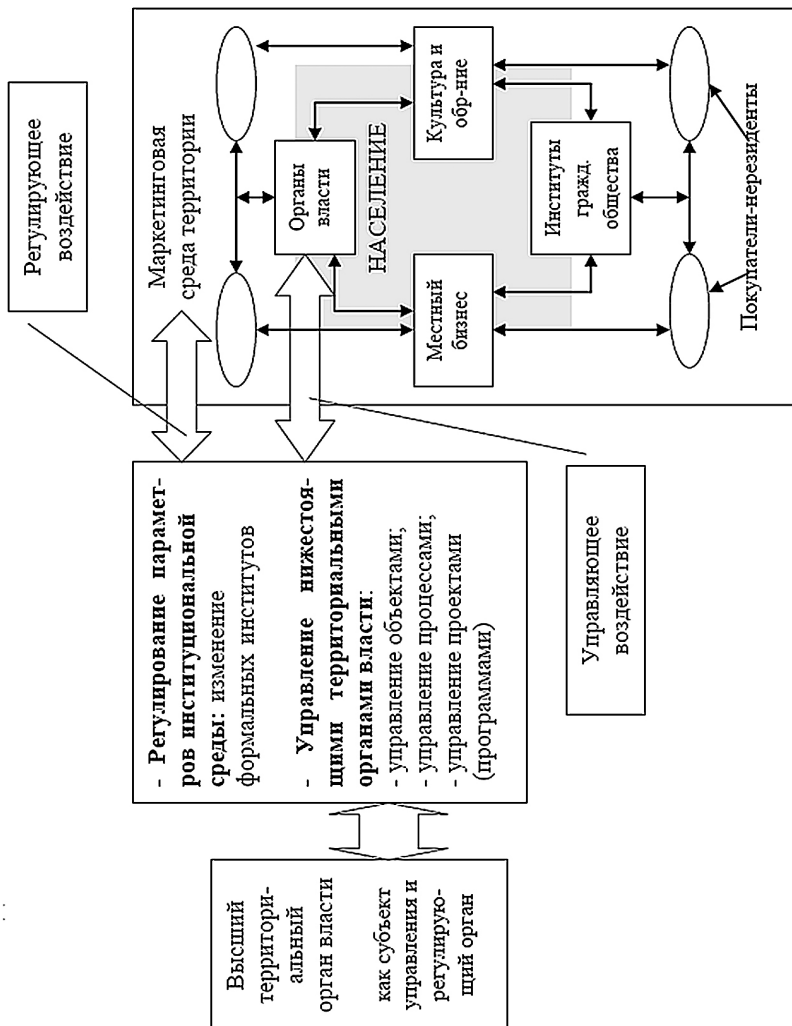 Высший
территори-
альный
орган власти
как субъект
управления и
регулирую-
щий орган
- Регулирование парамет-
ров институциональной
среды: изменение
формальных институтов
- Управление нижестоя-
щими территориальными
органами власти:
- управление объектами;
- управление процессами;
- управление проектами
(программами)
Регулирующее
воздействие
Управляющее
воздействие
Маркетинговая
среда территории
Органы
власти
НАСЕЛЕНИЕ
Местный
бизнес
Культура и
обр-ние
Институты
гражд.
общества
Покупатели-нерезиденты